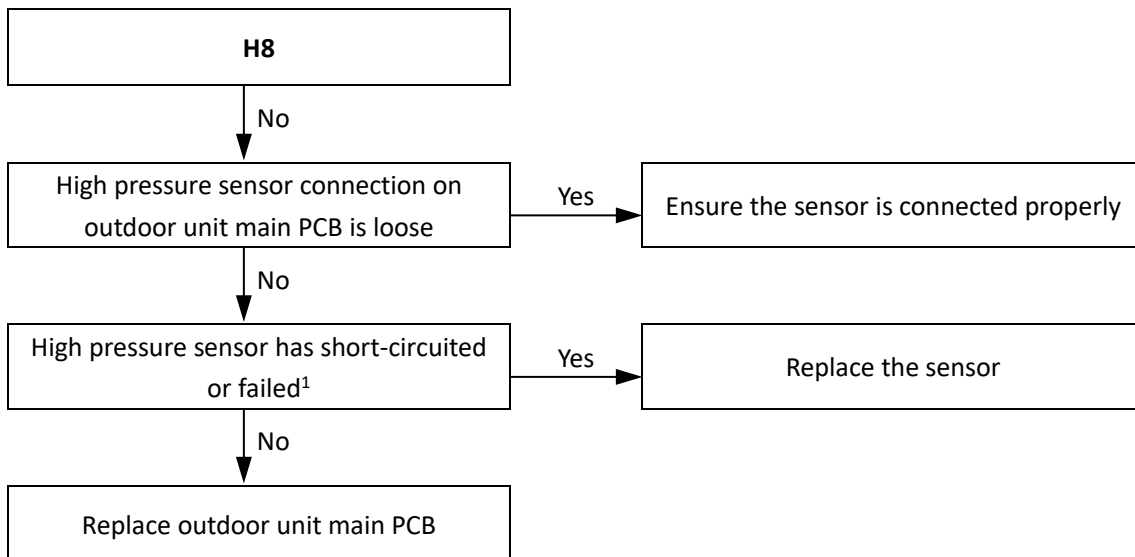 H8
No
High pressure sensor connection on
outdoor unit main PCB is loose
Yes
Ensure the sensor is connected properly
No
High pressure sensor has short-circuited
or failed1
Yes
Replace the sensor
No
Replace outdoor unit main PCB